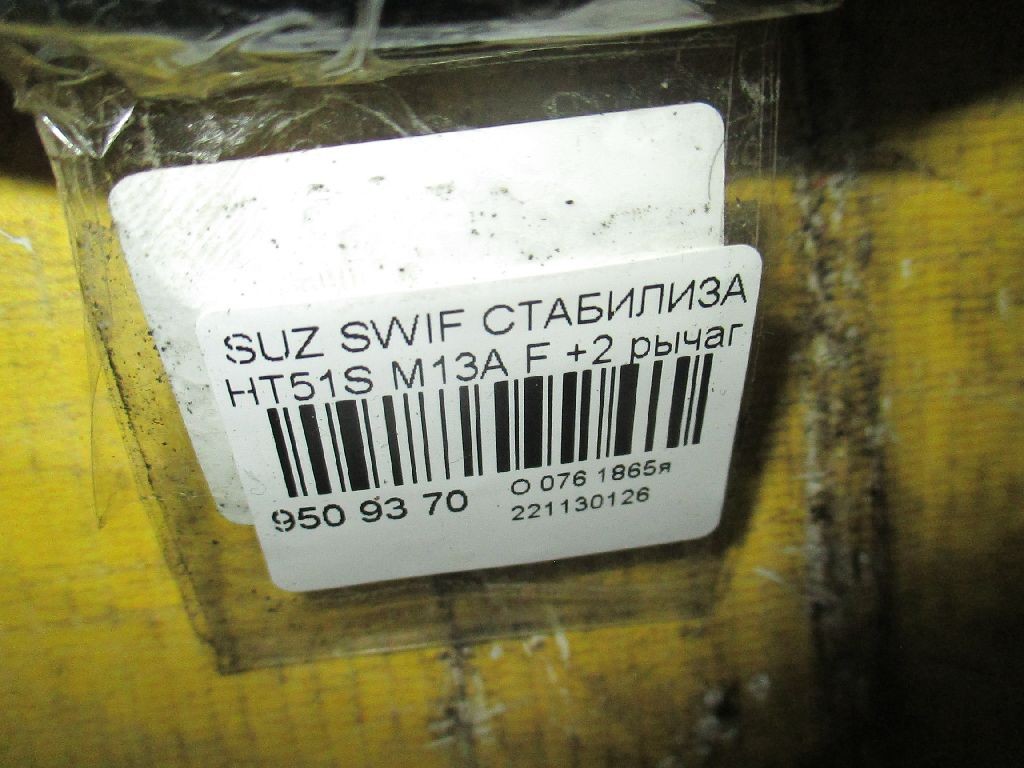 SUZ SWIF СТАБИЛИЗА
HT51S M13A F +2 рычаг
950 93 70
О 076 1865я
221130126